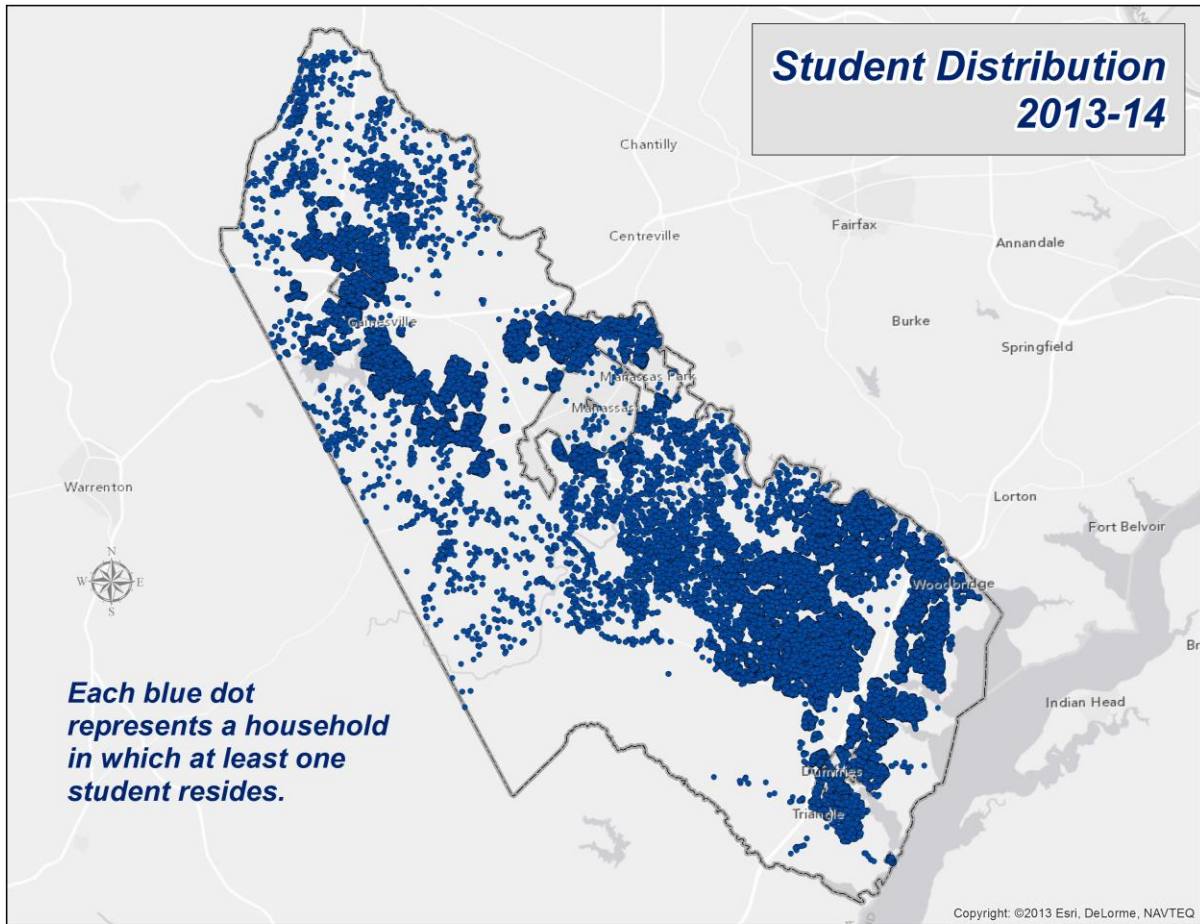 Student Distribution
2013-14
Chantilly
Fairfax
Centreville
Annandale
Gainesville
Burke
Springfield
Manassas Park
Manassas
Warrenton
Lorton
Fort Belvoir
N
W E
S
Woodbridge
Each blue dot
represents a household
in which at least one
student resides.
Br
Indian Head
Dumfries
Triangle
Copyright: ©2013 Esri, DeLorme, NAVTEQ